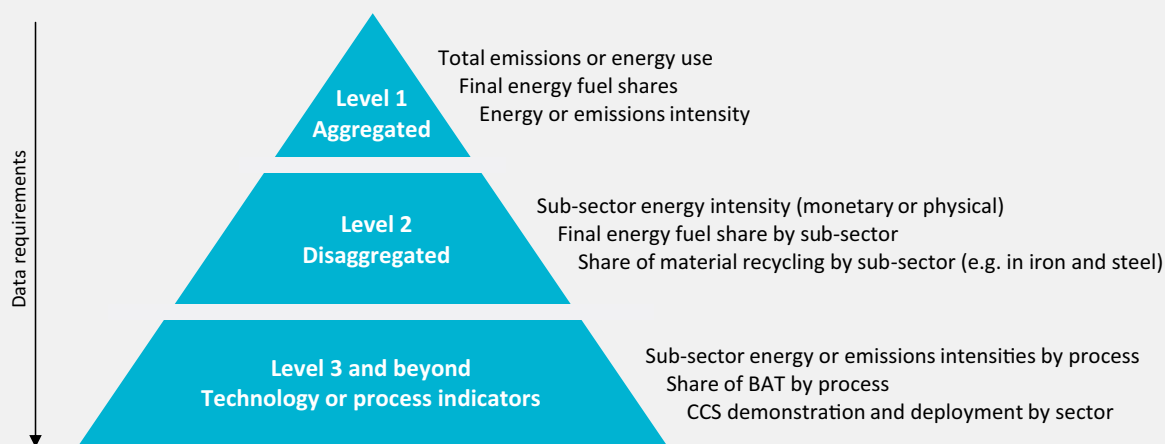 Data requirements
Level 1
Aggregated
Total emissions or energy use
Final energy fuel shares
Energy or emissions intensity
Level 2
Disaggregated
Sub-sector energy intensity (monetary or physical)
Final energy fuel share by sub-sector
Share of material recycling by sub-sector (e.g. in iron and steel)
Level 3 and beyond
Technology or process indicators
Sub-sector energy or emissions intensities by process
Share of BAT by process
CCS demonstration and deployment by sector